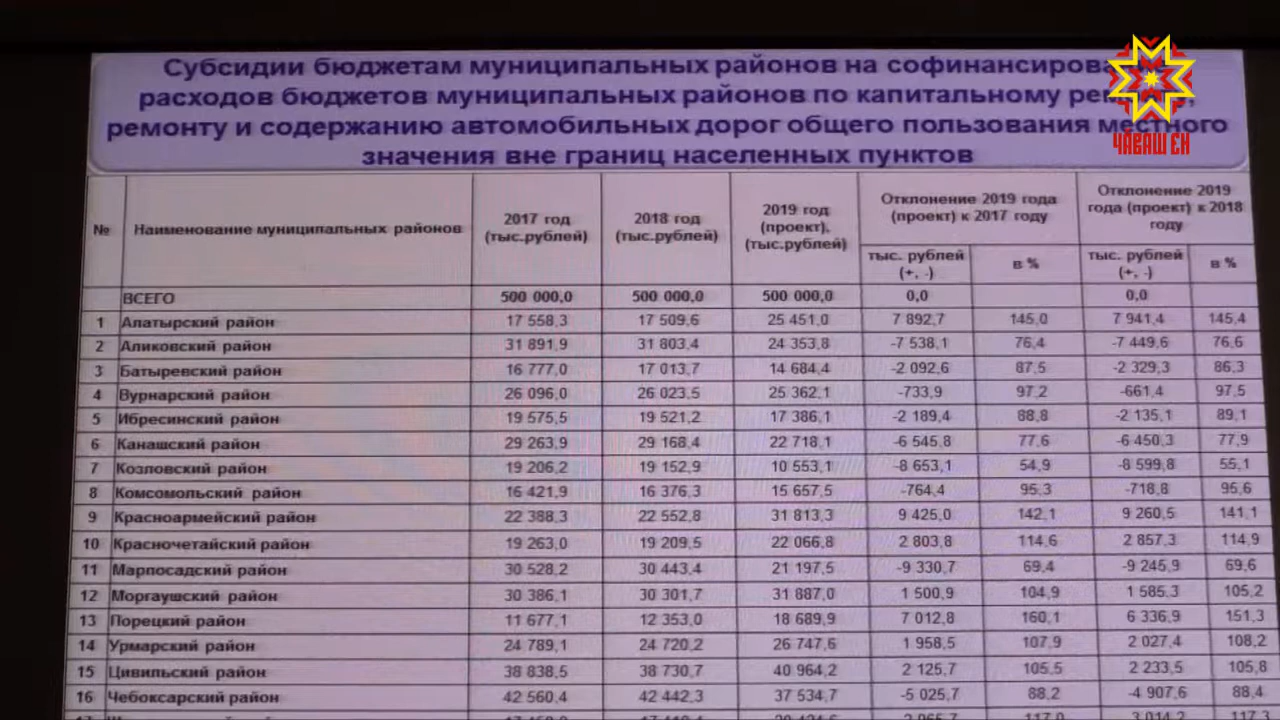 Субсидии бюджетам муниципальных районов на софинансирование
расходов бюджетов муниципальных районов по капитальному ремонту,
ремонту и содержанию автомобильных дорог общего пользования местного
значения вне границ населенных пунктов
ЧӐВАШ ЕН
№ Наименование муниципальных районов 2017 год (тыс.рублей) 2018 год (тыс.рублей) 2019 год (проект), (тыс.рублей) Отклонение 2019 года (проект) к 2017 году Отклонение 2019 года (проект) к 2018 году
тыс. рублей (+, -) в % тыс. рублей (+, -) в %
ВСЕГО 500 000,0 500 000,0 500 000,0 0,0 0,0
1 Алатырский район 17 558,3 17 509,6 25 451,0 7 892,7 145,0 7 941,4 145,4
2 Аликовский район 31 891,9 31 803,4 24 353,8 -7 538,1 76,4 -7 449,6 76,6
3 Батыревский район 16 777,0 17 013,7 14 684,4 -2 092,6 87,5 -2 329,3 86,3
4 Вурнарский район 26 096,0 26 023,5 25 362,1 -733,9 97,2 -661,4 97,5
5 Ибресинский район 19 575,5 19 521,2 17 386,1 -2 189,4 88,8 -2 135,1 89,1
6 Канашский район 29 263,9 29 168,4 22 718,1 -6 545,8 77,6 -6 450,3 77,9
7 Козловский район 19 206,2 19 152,9 10 553,1 -8 653,1 54,9 -8 599,8 55,1
8 Комсомольский район 16 421,9 16 376,3 15 657,5 -764,4 95,3 -718,8 95,6
9 Красноармейский район 22 388,3 22 552,8 31 813,3 9 425,0 142,1 9 260,5 141,1
10 Красночетайский район 19 263,0 19 209,5 22 066,8 2 803,8 114,6 2 857,3 114,9
11 Марпосадский район 30 528,2 30 443,4 21 197,5 -9 330,7 69,4 -9 245,9 69,6
12 Моргаушский район 30 386,1 30 301,7 31 887,0 1 500,9 104,9 1 585,3 105,2
13 Порецкий район 11 677,1 12 353,0 18 689,9 7 012,8 160,1 6 336,9 151,3
14 Урмарский район 24 789,1 24 720,2 26 747,6 1 958,5 107,9 2 027,4 108,2
15 Цивильский район 38 838,5 38 730,7 40 964,2 2 125,7 105,5 2 233,5 105,8
16 Чебоксарский район 42 560,4 42 442,3 37 534,7 -5 025,7 88,2 -4 907,6 88,4